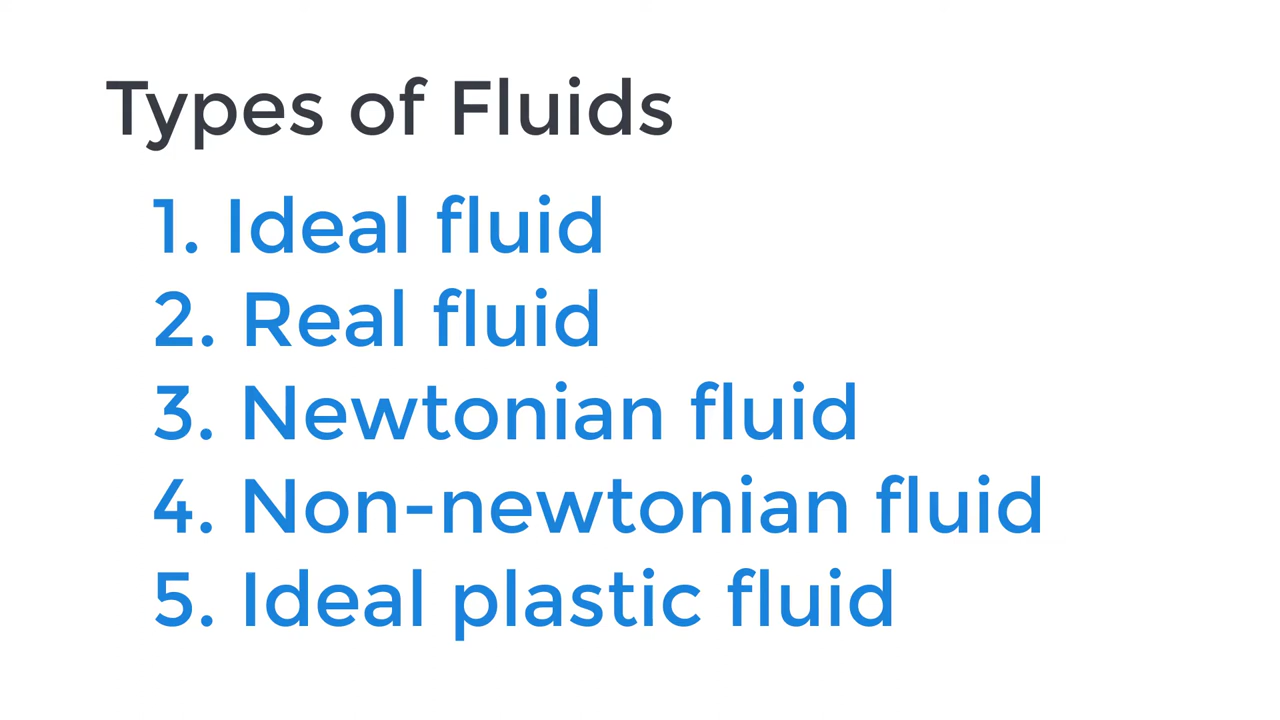 Types of Fluids
1. Ideal fluid
2. Real fluid
3. Newtonian fluid
4. Non-newtonian fluid
5. Ideal plastic fluid